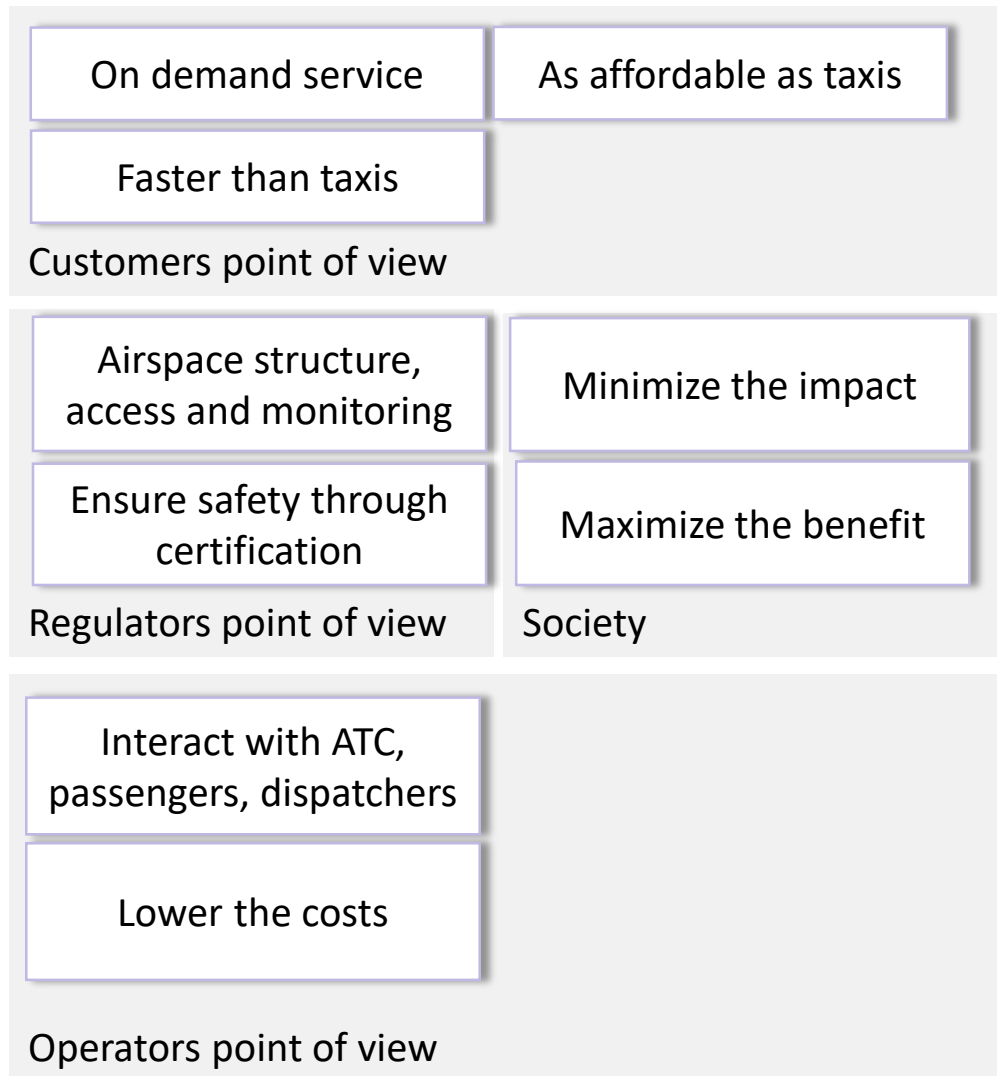 On demand service
As affordable as taxis
Faster than taxis
Customers point of view
Airspace structure,
access and monitoring
Ensure safety through
certification
Regulators point of view
Minimize the impact
Maximize the benefit
Society
Interact with ATC,
passengers, dispatchers
Lower the costs
Operators point of view